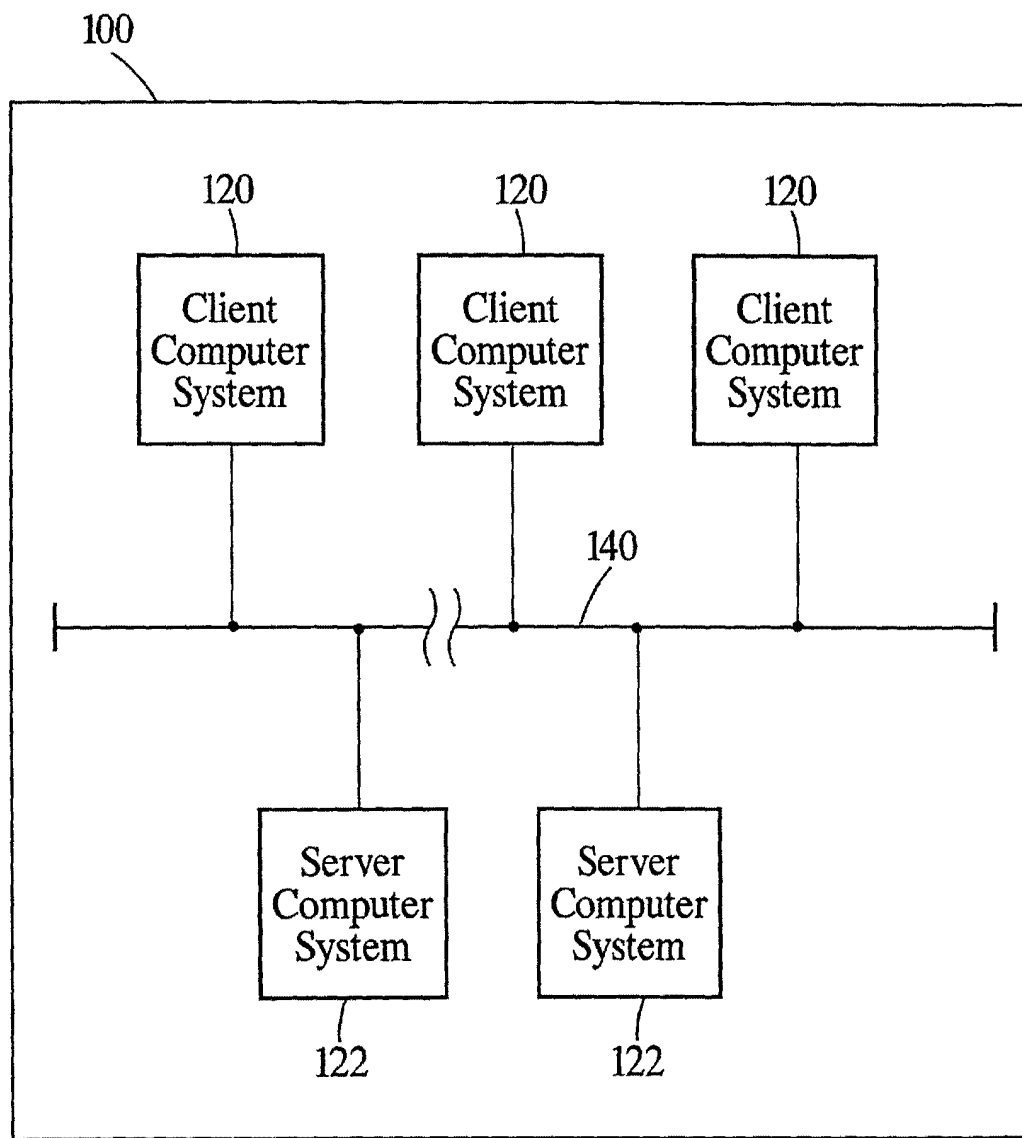 100
120
120
120
Client
Computer
System
Client
Computer
System
Client
Computer
System
140
Server
Computer
System
Server
Computer
System
122
122